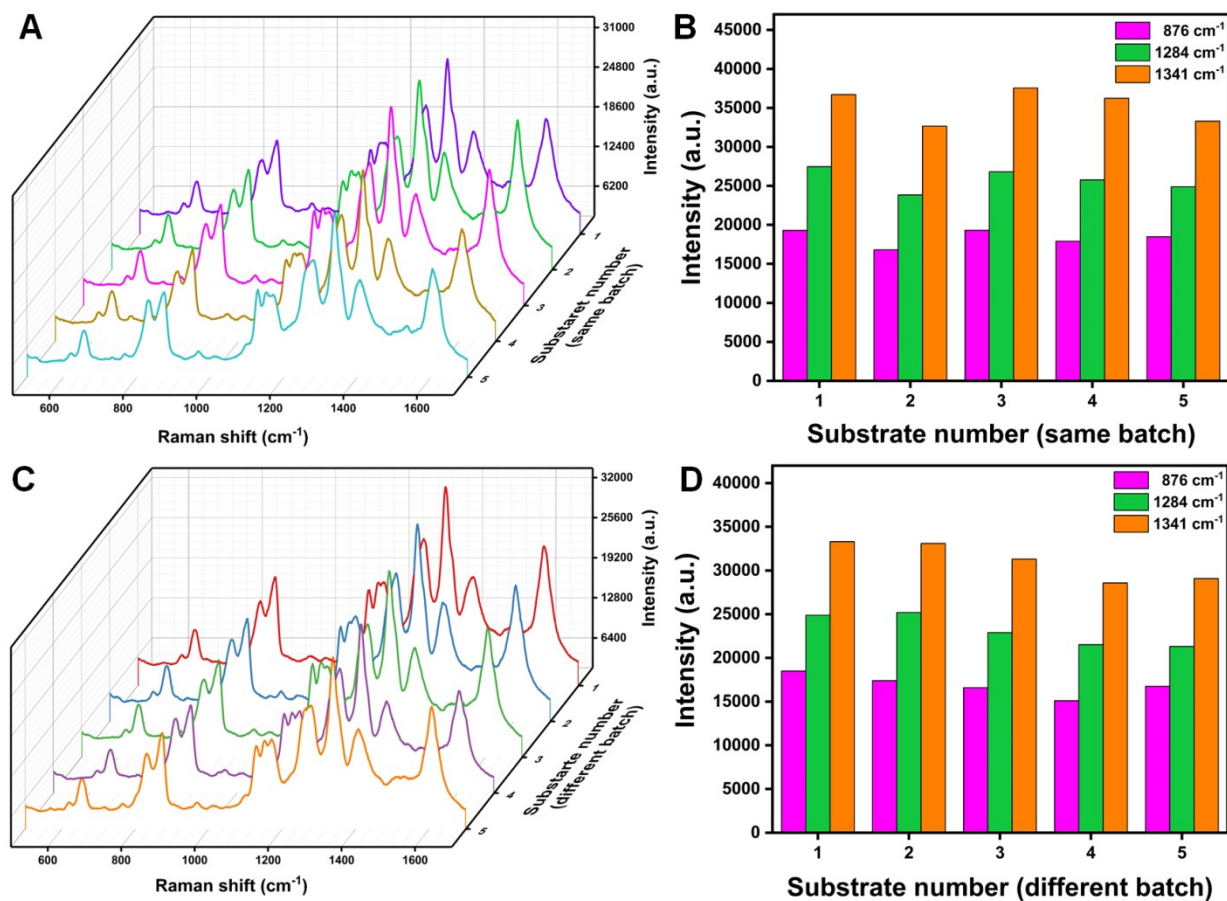 A
31000
24800
18600
12400
6200
Intensity (a.u.)
1
2
3
4
5
Substaret number
(same batch)
600
800
1000
1200
1400
1600
Raman shift (cm⁻¹)
B
45000
40000
35000
30000
25000
20000
15000
10000
5000
0
Intensity (a.u.)
876 cm⁻¹
1284 cm⁻¹
1341 cm⁻¹
1 2 3 4 5
Substrate number (same batch)
C
32000
25600
19200
12800
6400
Intensity (a.u.)
1
2
3
4
5
Substarte number
(different batch)
600
800
1000
1200
1400
1600
Raman shift (cm⁻¹)
D
40000
35000
30000
25000
20000
15000
10000
5000
0
Intensity (a.u.)
876 cm⁻¹
1284 cm⁻¹
1341 cm⁻¹
1 2 3 4 5
Substrate number (different batch)